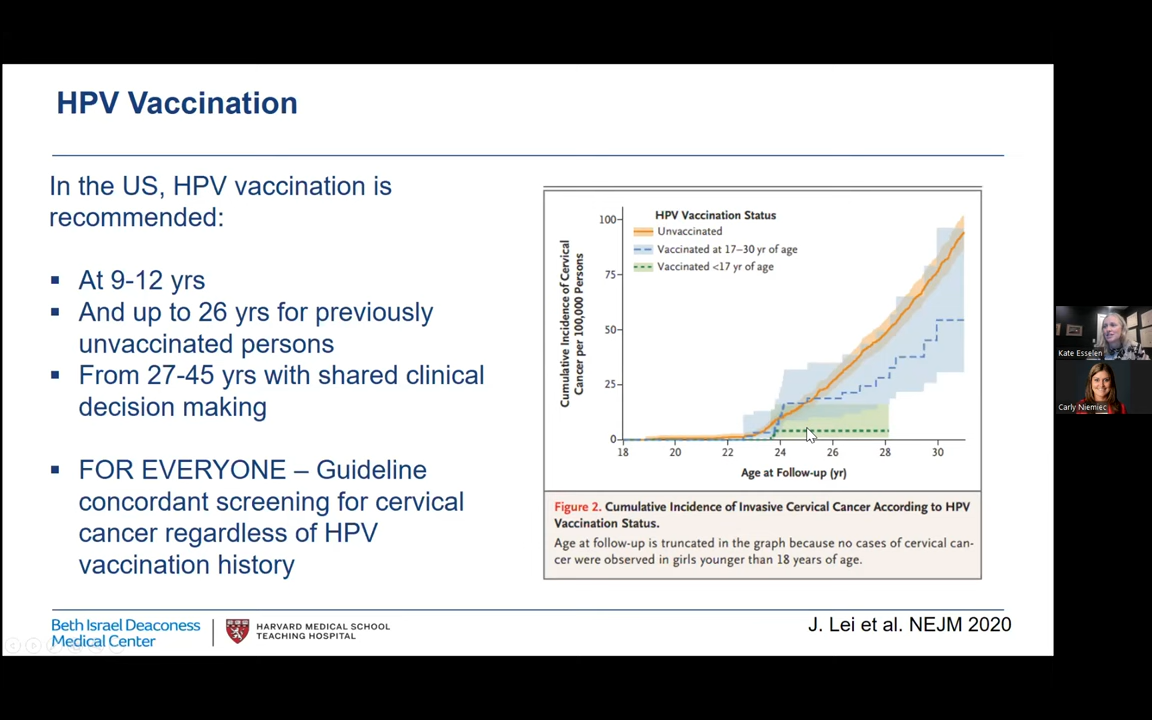 HPV Vaccination
In the US, HPV vaccination is
recommended:
▪ At 9-12 yrs
▪ And up to 26 yrs for previously
unvaccinated persons
▪ From 27-45 yrs with shared clinical
decision making
▪ FOR EVERYONE – Guideline
concordant screening for cervical
cancer regardless of HPV
vaccination history
HPV Vaccination Status
Unvaccinated
Vaccinated at 17–30 yr of age
Vaccinated <17 yr of age
Cumulative Incidence of Cervical
Cancer per 100,000 Persons
100
75
50
25
0
18 20 22 24 26 28 30
Age at Follow-up (yr)
Figure 2. Cumulative Incidence of Invasive Cervical Cancer According to HPV
Vaccination Status.
Age at follow-up is truncated in the graph because no cases of cervical can-
cer were observed in girls younger than 18 years of age.
Beth Israel Deaconess
Medical Center
HARVARD MEDICAL SCHOOL
TEACHING HOSPITAL
J. Lei et al. NEJM 2020
Kate Esselen
Carly Niemiec